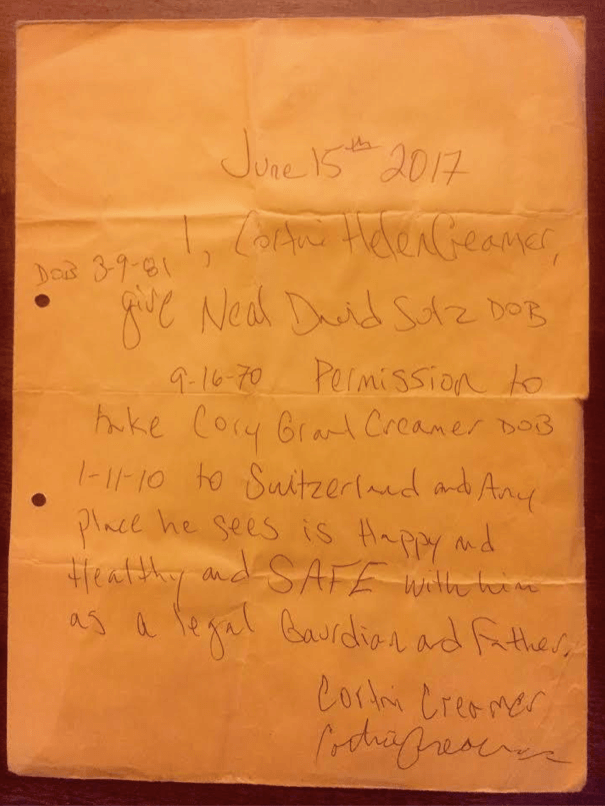 June 15th 2017
I, Cortni Helen Creamer,
DOB 3-9-81
give Neal David Sutz DOB
9-16-70 Permission to
take Cory Grant Creamer DOB
1-11-10 to Switzerland and Any
place he sees is Happy and
Healthy and SAFE with him
as a legal Gaurdian and Father.
Cortni Creamer